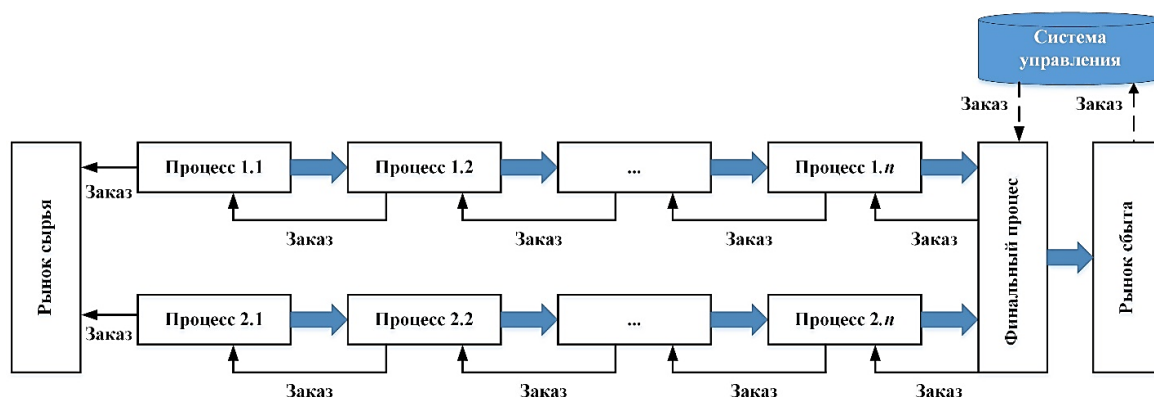 Система
управления
Заказ
Заказ
Рынок сырья
Заказ
Процесс 1.1
Процесс 1.2
...
Процесс 1.n
Заказ
Заказ
Заказ
Заказ
Финальный процес
Рынок сбыта
Заказ
Процесс 2.1
Процесс 2.2
...
Процесс 2.n
Заказ
Заказ
Заказ
Заказ